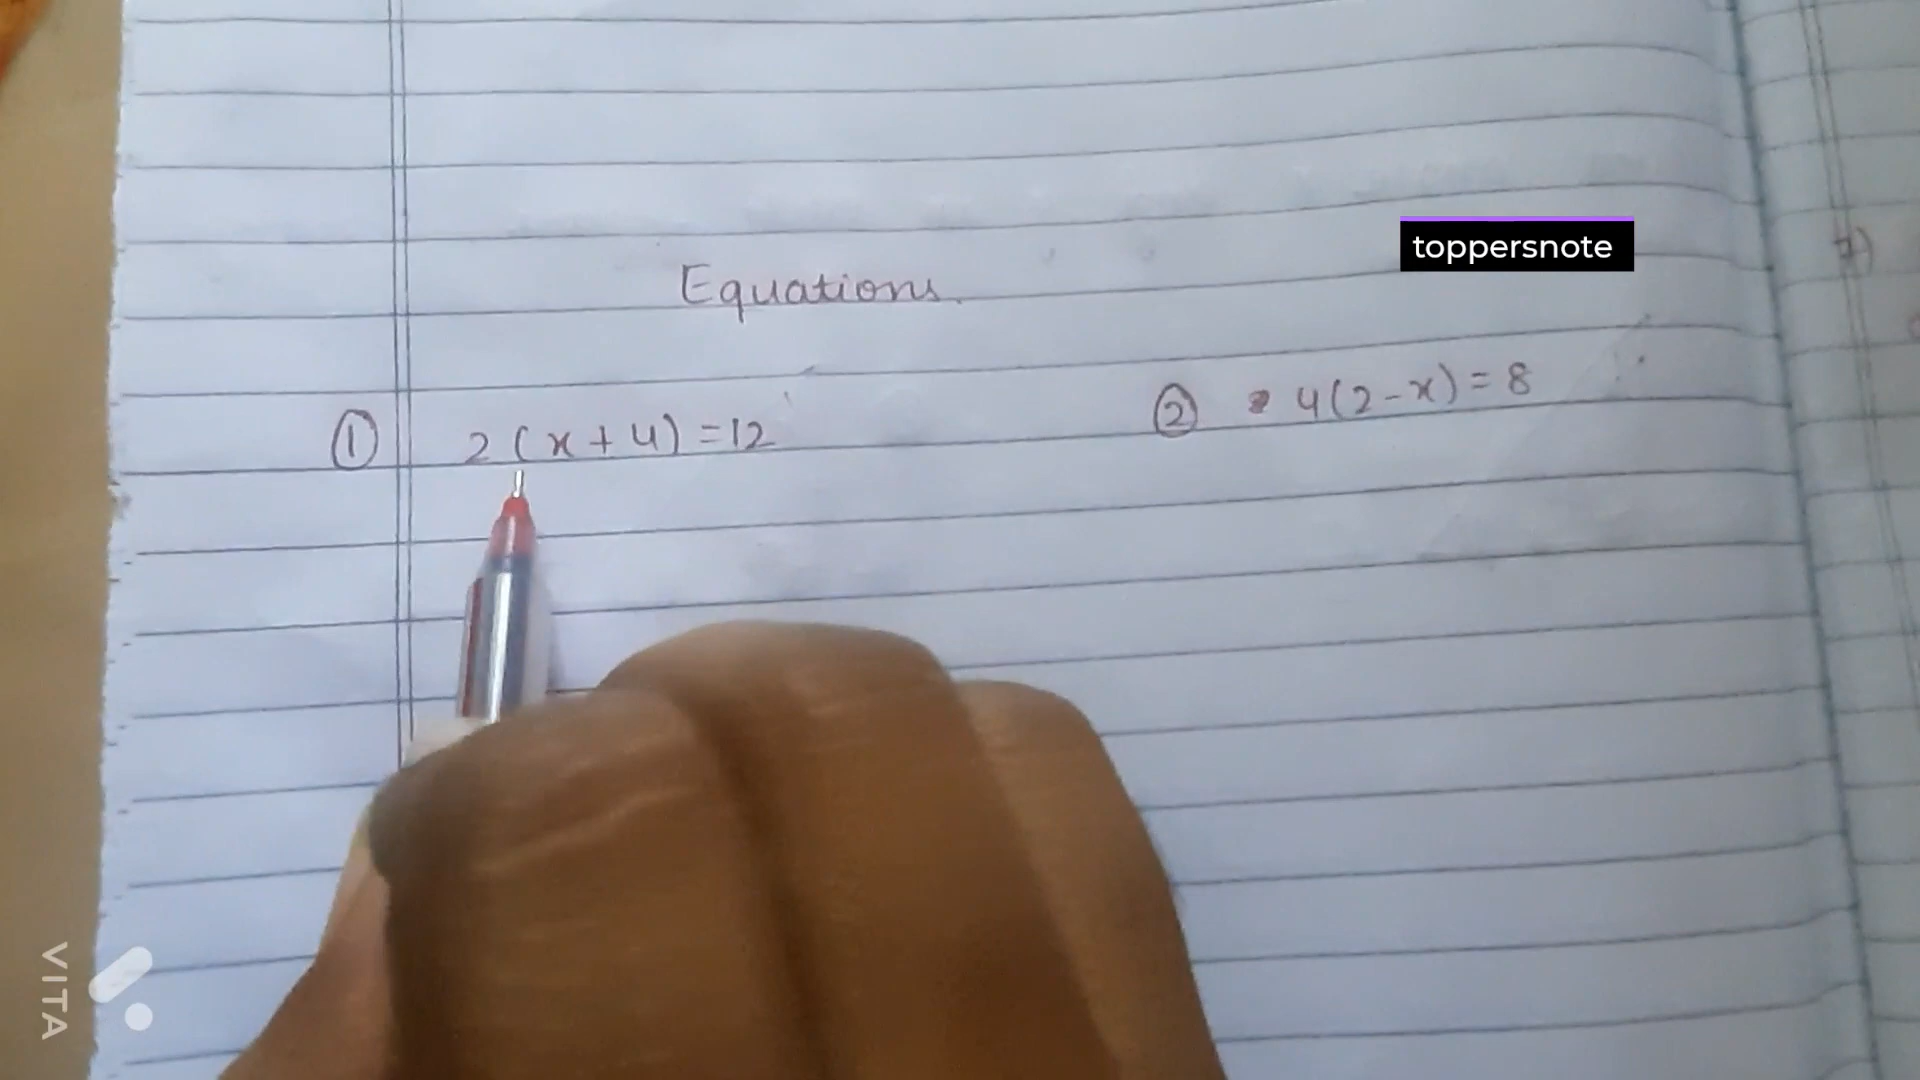 toppersnote
Equations.
① 2(x+4)=12
② 4(2-x)=8
VITA